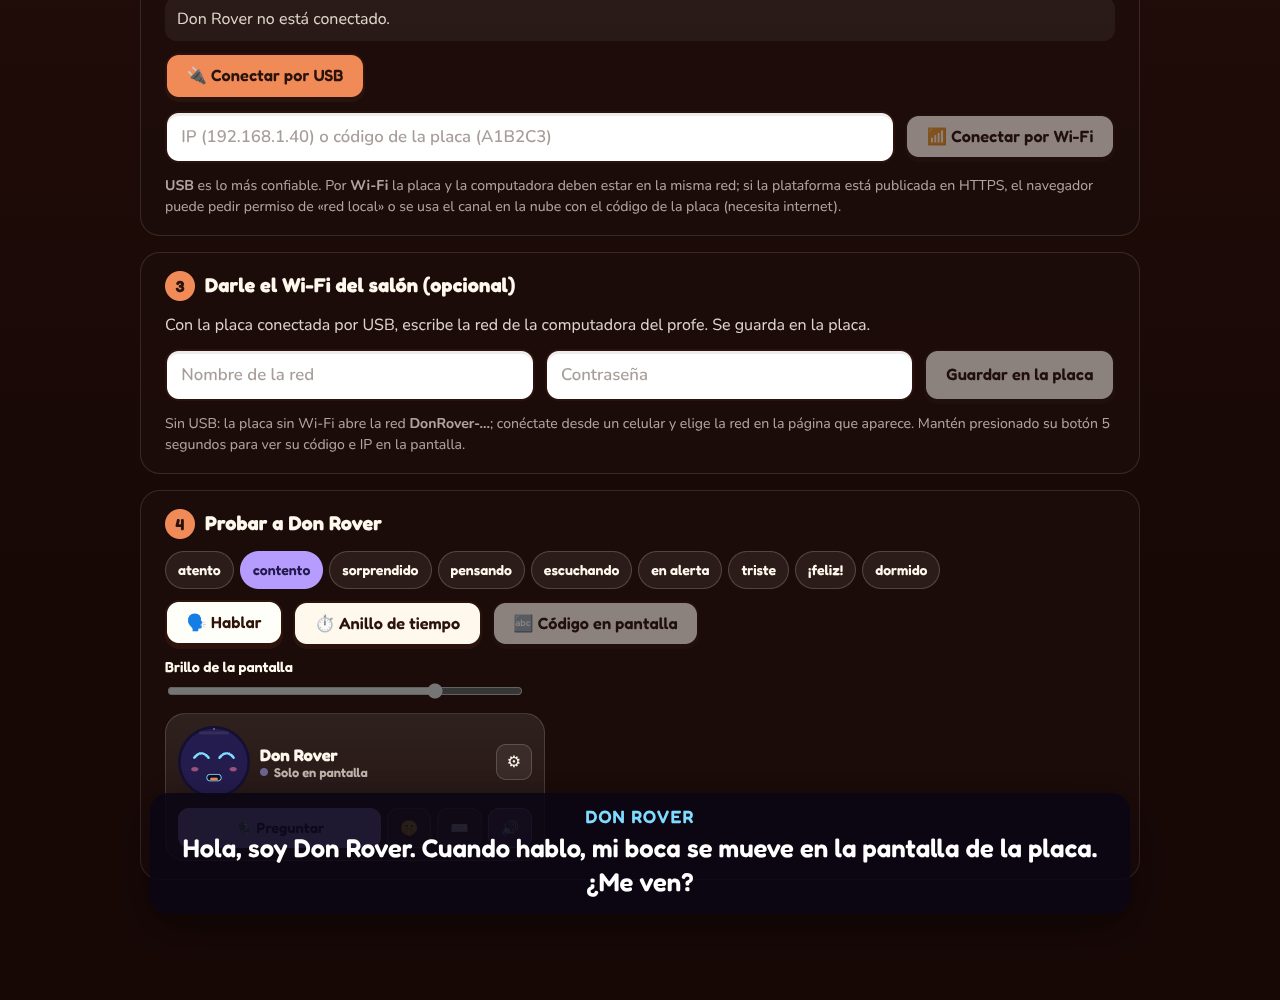 Don Rover no está conectado.
🔌 Conectar por USB
IP (192.168.1.40) o código de la placa (A1B2C3)
📶 Conectar por Wi-Fi
USB es lo más confiable. Por Wi-Fi la placa y la computadora deben estar en la misma red; si la plataforma está publicada en HTTPS, el navegador
puede pedir permiso de «red local» o se usa el canal en la nube con el código de la placa (necesita internet).
3 Darle el Wi-Fi del salón (opcional)
Con la placa conectada por USB, escribe la red de la computadora del profe. Se guarda en la placa.
Nombre de la red
Contraseña
Guardar en la placa
Sin USB: la placa sin Wi-Fi abre la red DonRover-...; conéctate desde un celular y elige la red en la página que aparece. Mantén presionado su botón 5
segundos para ver su código e IP en la pantalla.
4 Probar a Don Rover
atento contento sorprendido pensando escuchando en alerta triste ¡feliz! dormido
🗣️ Hablar
⏱️ Anillo de tiempo
🔤 Código en pantalla
Brillo de la pantalla
Don Rover
Solo en pantalla
Preguntar
DON ROVER
Hola, soy Don Rover. Cuando hablo, mi boca se mueve en la pantalla de la placa.
¿Me ven?